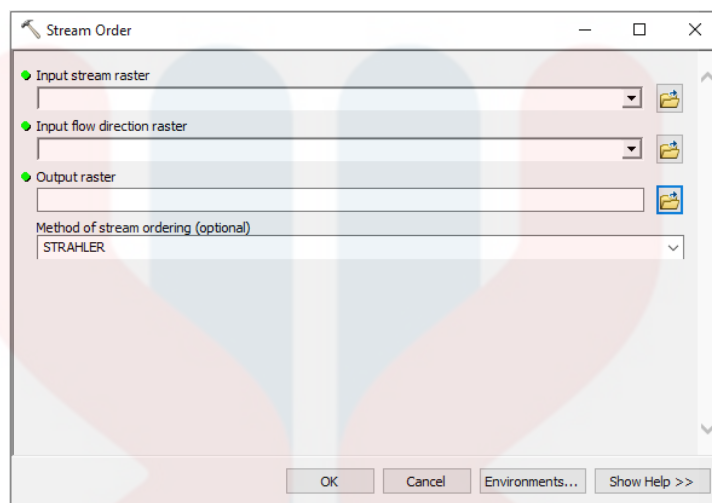 Stream Order
Input stream raster
Input flow direction raster
Output raster
Method of stream ordering (optional)
STRAHLER
OK Cancel Environments... Show Help >>